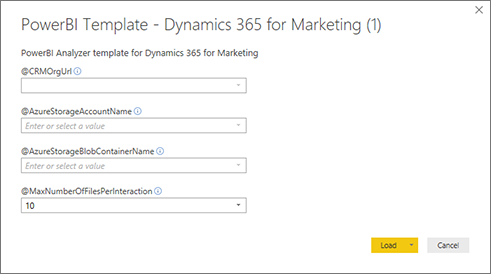 PowerBI Template - Dynamics 365 for Marketing (1)
PowerBI Analyzer template for Dynamics 365 for Marketing
@CRMOrgUrl
@AzureStorageAccountName
Enter or select a value
@AzureStorageBlobContainerName
Enter or select a value
@MaxNumberOfFilesPerInteraction
10
Load Cancel